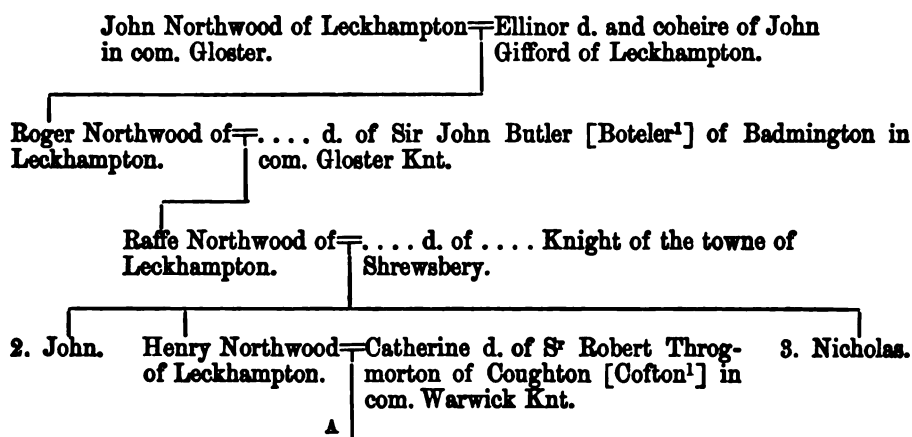 John Northwood of Leckhampton=Ellinor d. and coheire of John
in com. Gloster. Gifford of Leckhampton.
Roger Northwood of=.... d. of Sir John Butler [Boteler¹] of Badmington in
Leckhampton. com. Gloster Knt.
Raffe Northwood of=.... d. of .... Knight of the towne of
Leckhampton. Shrewsbery.
2. John. Henry Northwood=Catherine d. of Sr Robert Throg- 3. Nicholas.
of Leckhampton. morton of Coughton [Cofton¹] in
com. Warwick Knt.
A